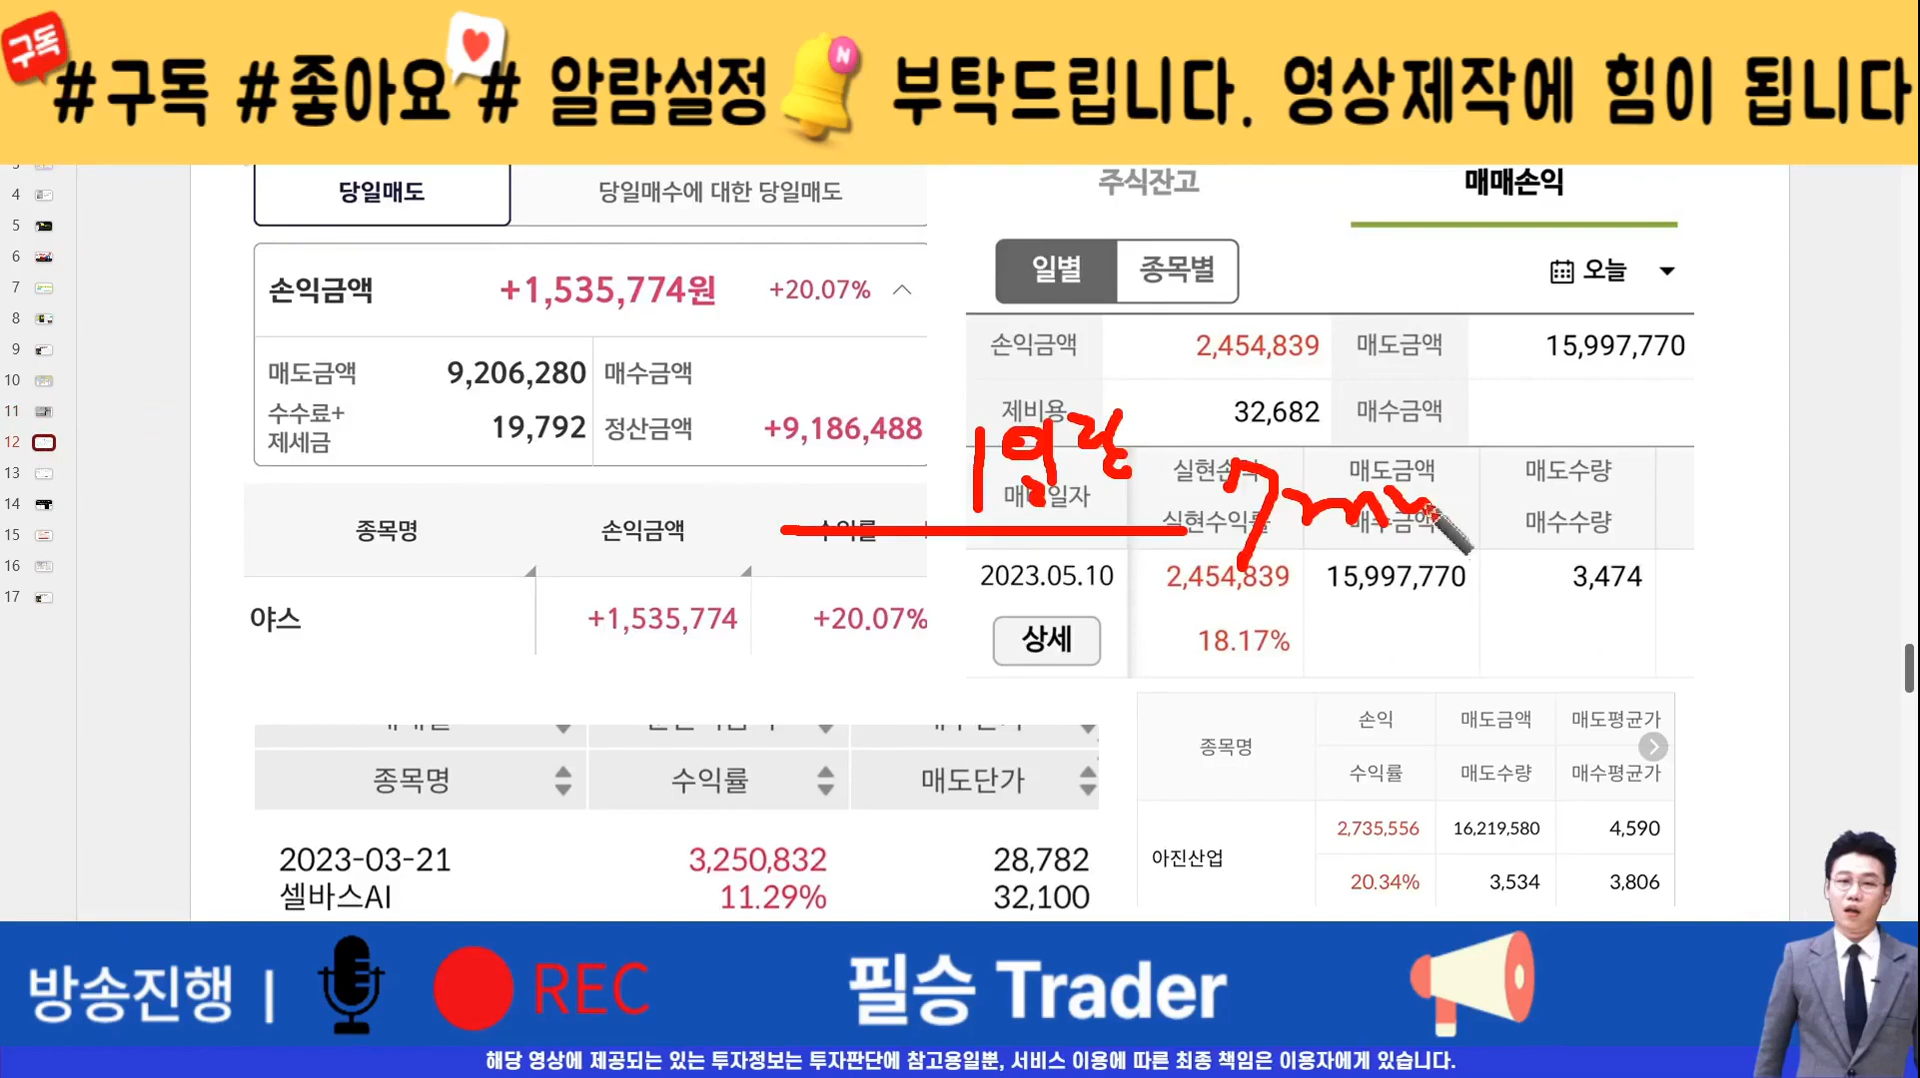 구독
#구독 #좋아요 # 알람설정 N 부탁드립니다. 영상제작에 힘이 됩니다
4
5
6
7
8
9
10
11
12
13
14
15
16
17
당일매도 당일매수에 대한 당일매도
손익금액 +1,535,774원 +20.07%
매도금액 9,206,280 매수금액
수수료+
제세금 19,792 정산금액 +9,186,488
종목명 손익금액 수익률
야스 +1,535,774 +20.07%
주식잔고 매매손익
일별 종목별 오늘
손익금액 2,454,839 매도금액 15,997,770
제비용 32,682 매수금액
매매일자 실현손익 매도금액 매도수량
실현수익률 매수금액 매수수량
2023.05.10 2,454,839 15,997,770 3,474
상세 18.17%
종목명 수익률 매도단가
2023-03-21 3,250,832 28,782
셀바스AI 11.29% 32,100
종목명 손익 매도금액 매도평균가
수익률 매도수량 매수평균가
아진산업 2,735,556 16,219,580 4,590
20.34% 3,534 3,806
방송진행 | REC 필승 Trader
해당 영상에 제공되는 있는 투자정보는 투자판단에 참고용일뿐, 서비스 이용에 따른 최종 책임은 이용자에게 있습니다.